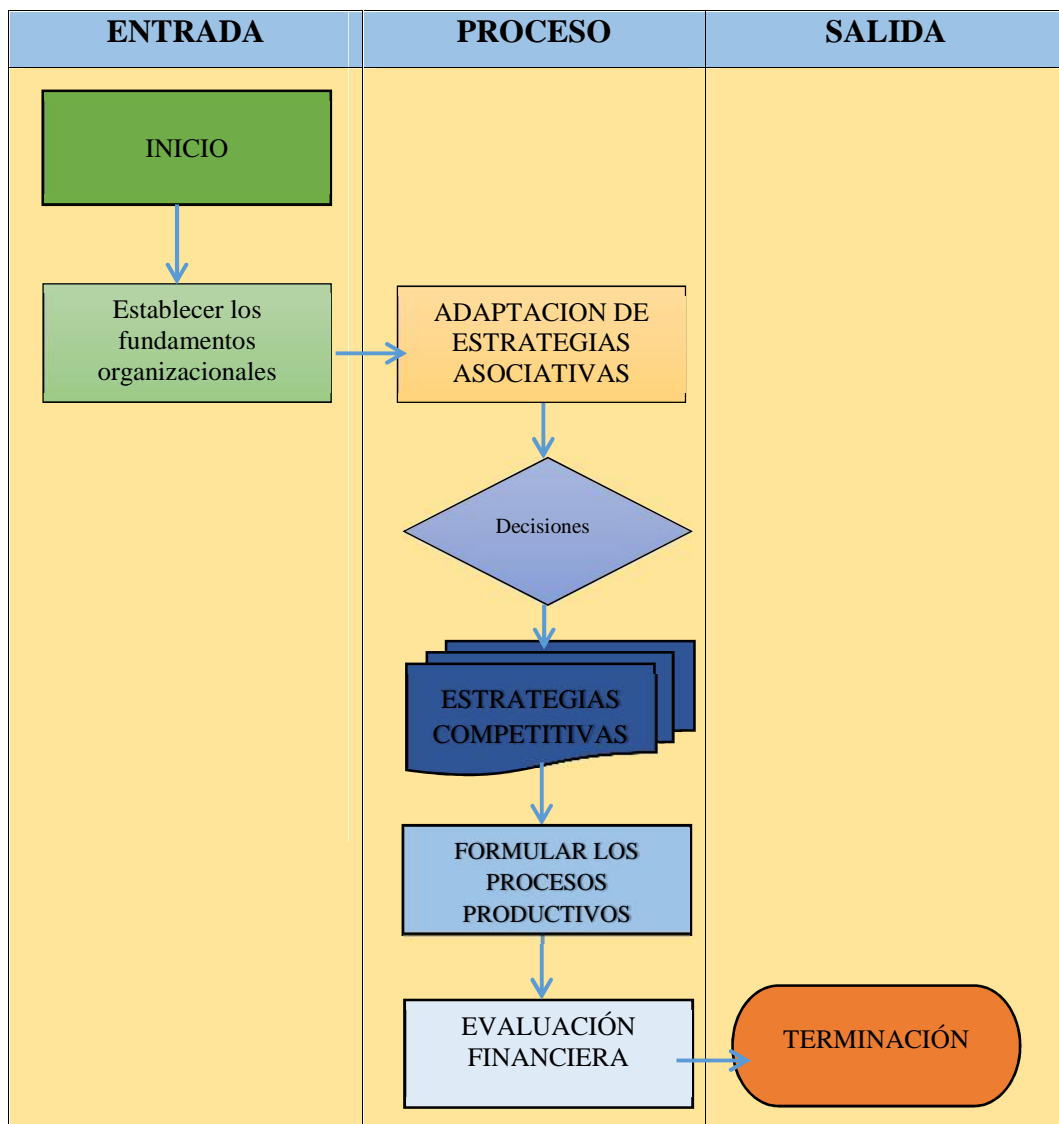 ENTRADA
PROCESO
SALIDA
INICIO
Establecer los
fundamentos
organizacionales
ADAPTACION DE
ESTRATEGIAS
ASOCIATIVAS
Decisiones
ESTRATEGIAS
COMPETITIVAS
FORMULAR LOS
PROCESOS
PRODUCTIVOS
EVALUACIÓN
FINANCIERA
TERMINACIÓN